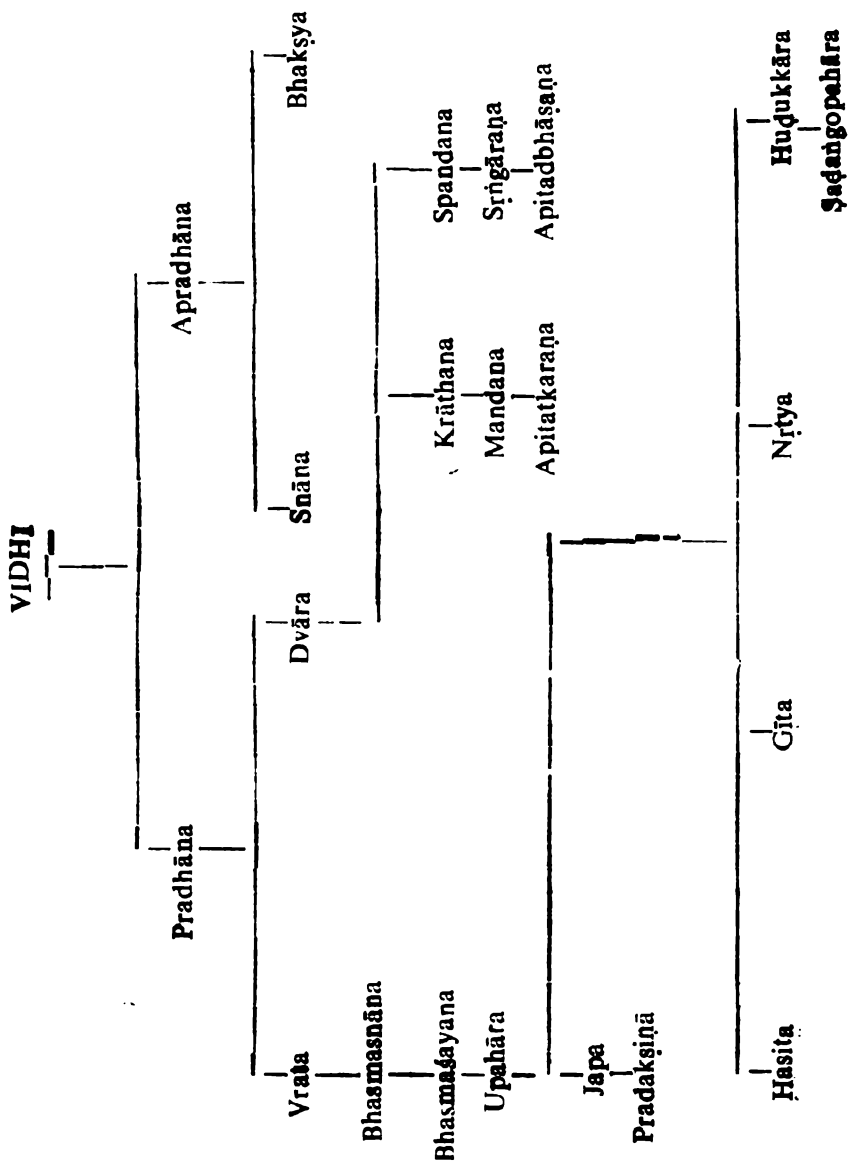 VIDHI
Pradhāna Apradhāna
Vrata Dvāra Snāna Bhakṣya
Bhasmasnāna
Bhasmaśayana Krāthana Spandana
Upahāra Mandana Sṛṅgāraṇa
Apitatkaraṇa Apitadbhāṣaṇa
Japa
Pradakṣiṇā
Hasita Gīta Nṛtya Huḍukkāra
Ṣaḍaṅgopahāra